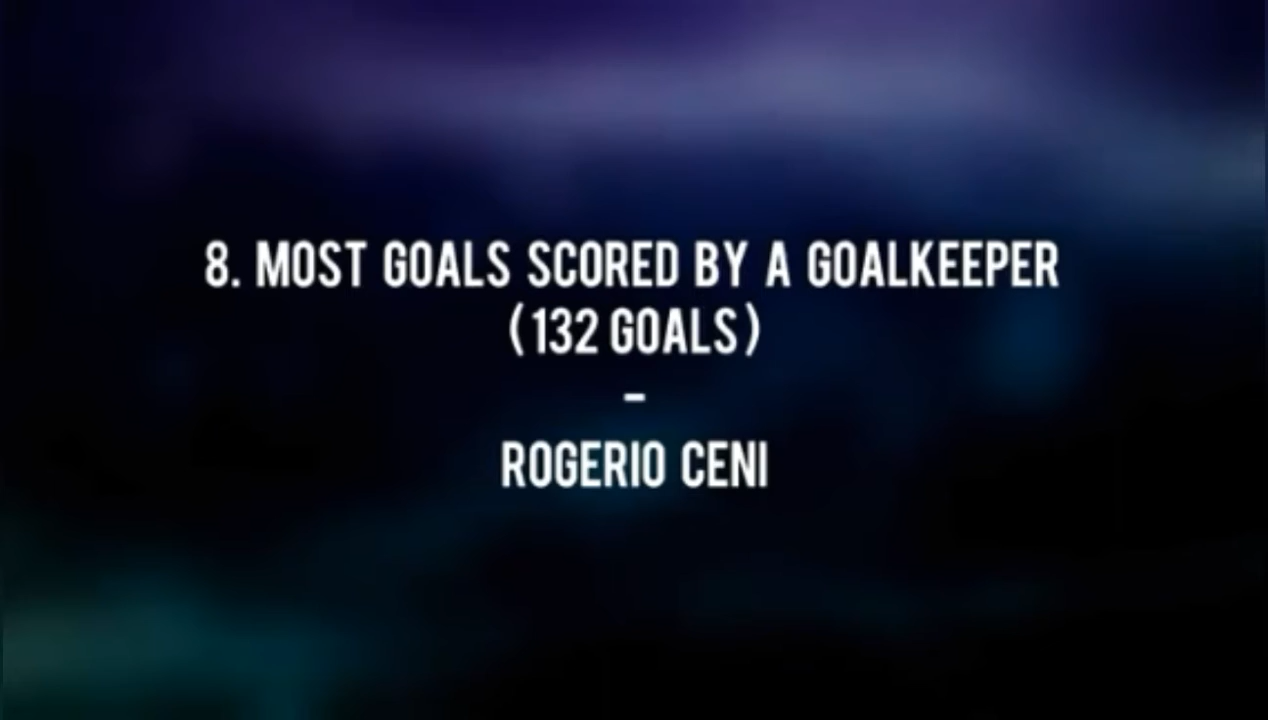 8. MOST GOALS SCORED BY A GOALKEEPER
(132 GOALS)
-
ROGERIO CENI